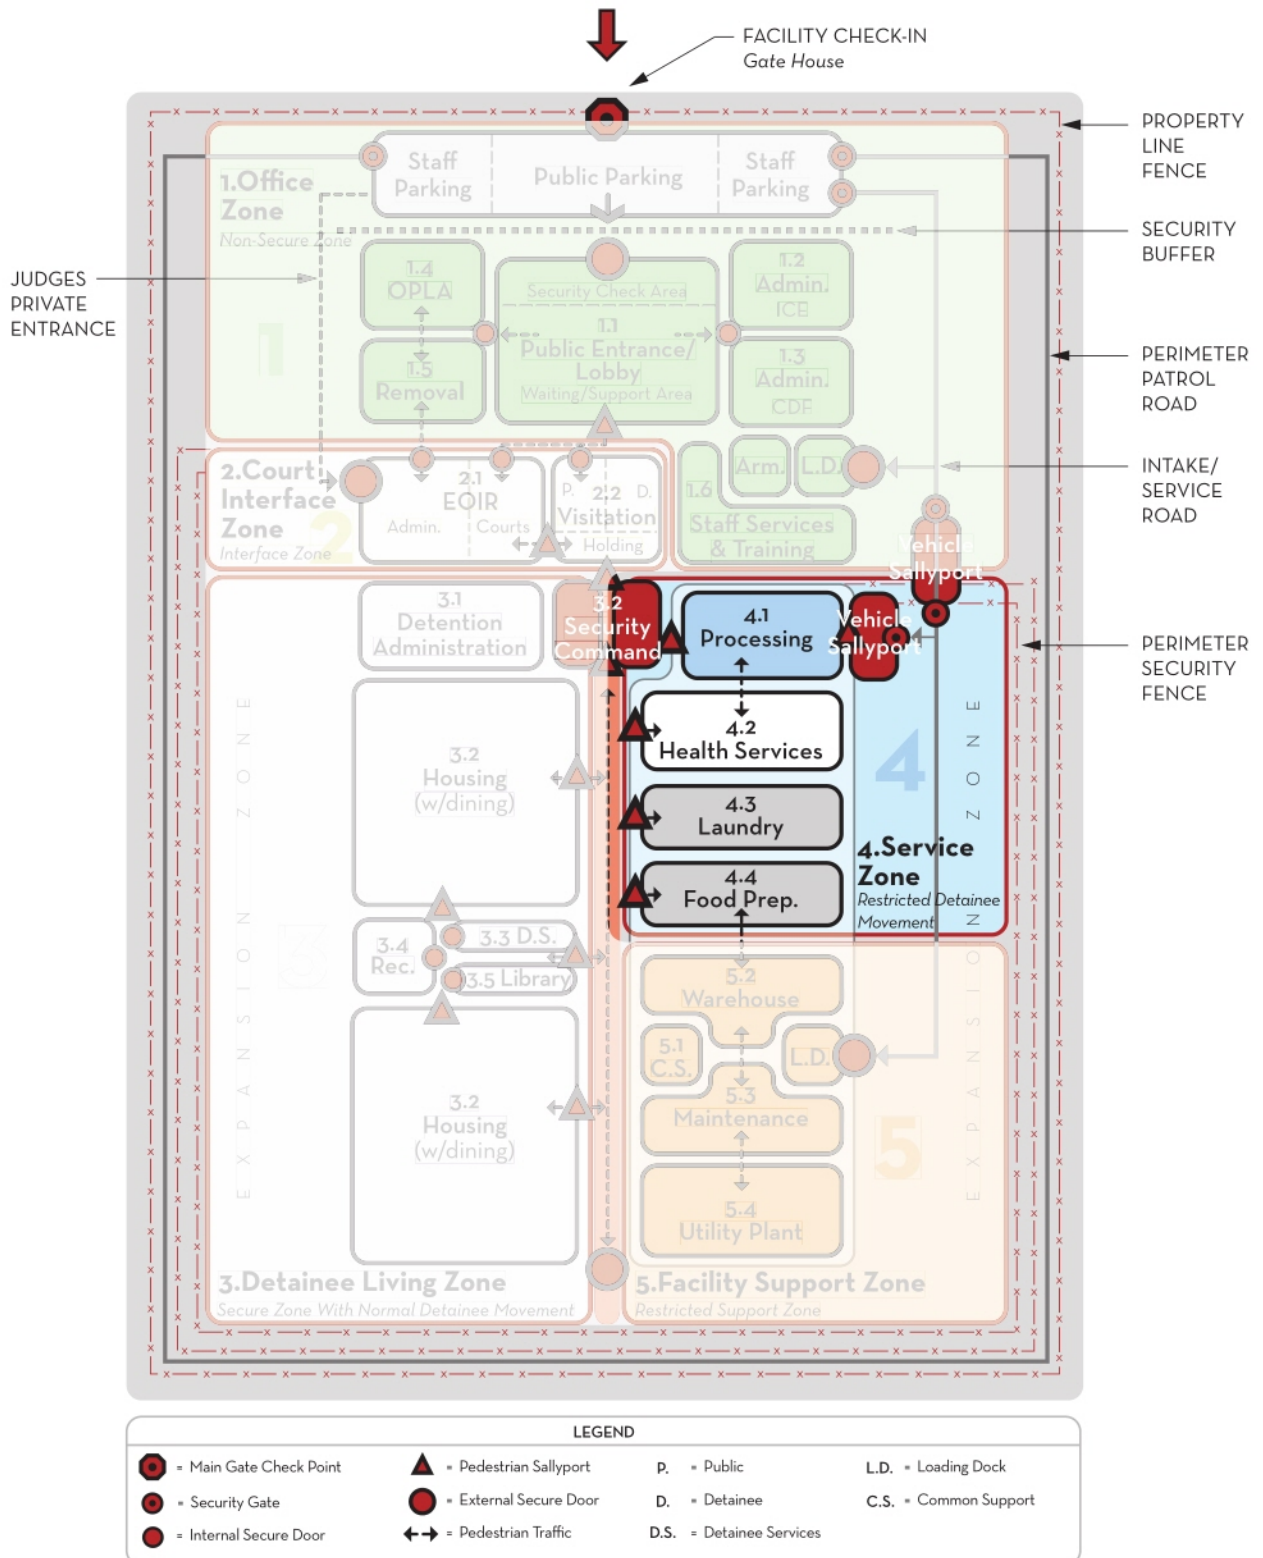 FACILITY CHECK-IN
Gate House
PROPERTY
LINE
FENCE
SECURITY
BUFFER
JUDGES
PRIVATE
ENTRANCE
PERIMETER
PATROL
ROAD
INTAKE/
SERVICE
ROAD
PERIMETER
SECURITY
FENCE
1.Office
Zone
Non-Secure Zone
1
Staff
Parking
Public Parking
Staff
Parking
1.4
OPLA
Security Check Area
1.1
Public Entrance/
Lobby
Waiting/Support Area
1.2
Admin.
ICE
1.5
Removal
1.3
Admin.
CDF
Arm.
L.D.
1.6
Staff Services
& Training
2.Court
Interface
Zone
Interface Zone
2
2.1
EOIR
Admin.
Courts
P.
2.2
D.
Visitation
Holding
Vehicle
Sallyport
3.1
Detention
Administration
3.2
Security
Command
4.1
Processing
Vehicle
Sallyport
4.2
Health Services
4.3
Laundry
4.4
Food Prep.
4
4.Service
Zone
Restricted Detainee
Movement
EXPANSION ZONE
3.2
Housing
(w/dining)
3
3.4
Rec.
3.3 D.S.
3.5 Library
3.2
Housing
(w/dining)
EXPANSION ZONE
3.Detainee Living Zone
Secure Zone With Normal Detainee Movement
5.2
Warehouse
5.1
C.S.
L.D.
5.3
Maintenance
5
5.4
Utility Plant
5.Facility Support Zone
Restricted Support Zone
LEGEND
= Main Gate Check Point
= Pedestrian Sallyport
P. = Public
L.D. = Loading Dock
= Security Gate
= External Secure Door
D. = Detainee
C.S. = Common Support
= Internal Secure Door
= Pedestrian Traffic
D.S. = Detainee Services